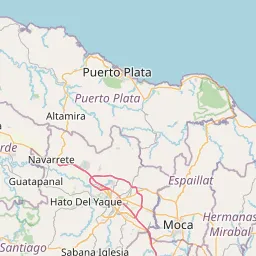 Puerto Plata
Puerto Plata
Altamira
rde
Navarrete
Guatapanal
Espaillat
Hato Del Yaque
Moca
Hermanas
Mirabal
Santiago
Sabana Iglesia